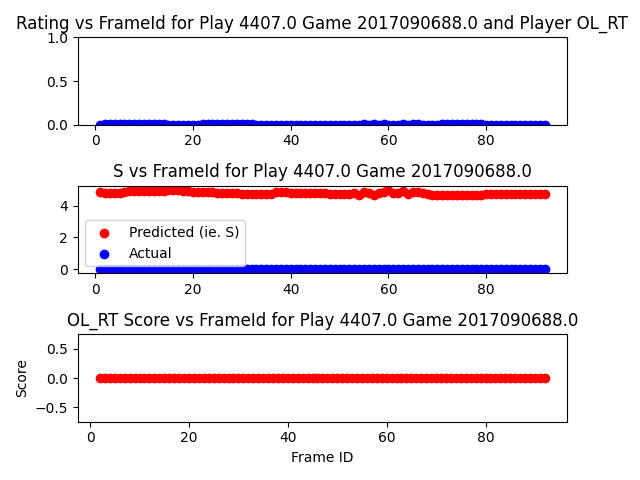 Rating vs FrameId for Play 4407.0 Game 2017090688.0 and Player OL_RT
1.0
0.5
0.0
0 20 40 60 80
S vs FrameId for Play 4407.0 Game 2017090688.0
4
2
0
Predicted (ie. S)
Actual
0 20 40 60 80
OL_RT Score vs FrameId for Play 4407.0 Game 2017090688.0
Score
0.5
0.0
−0.5
0 20 40 60 80
Frame ID